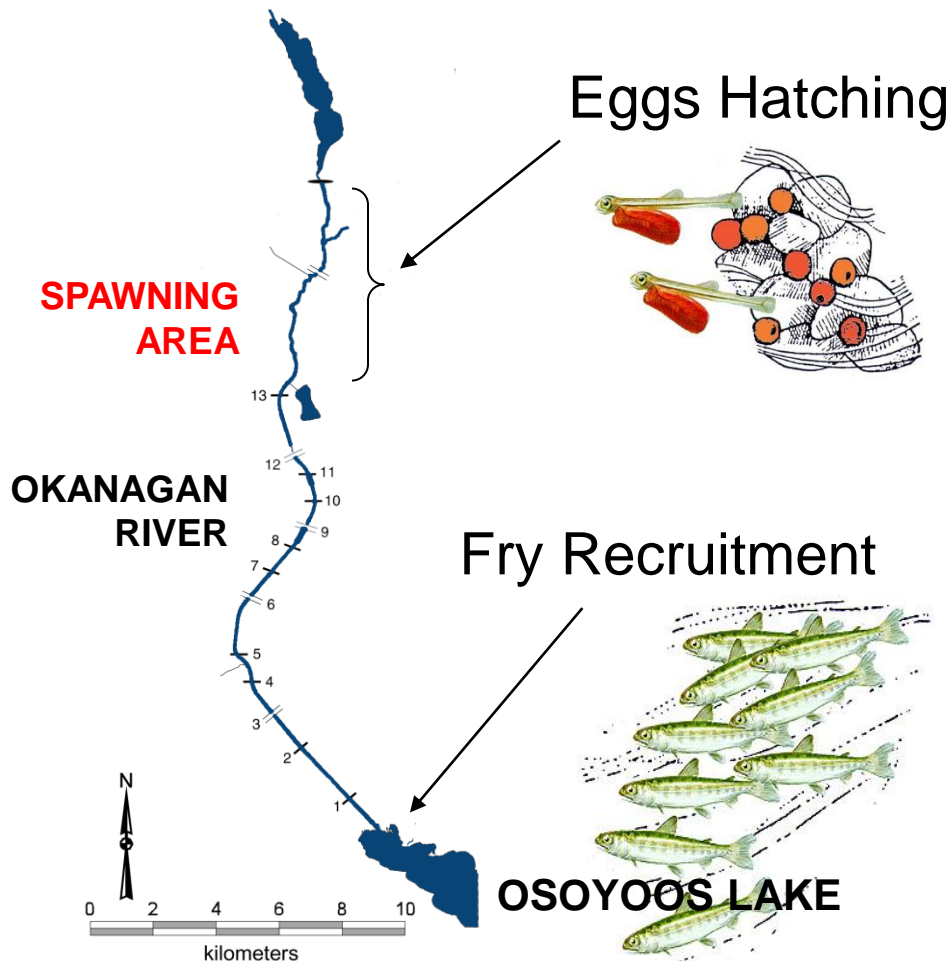 Eggs Hatching
SPAWNING
AREA
13
12
11
OKANAGAN
RIVER
10
9
8
Fry Recruitment
7
6
5
4
3
2
1
N
OSOYOOS LAKE
0 2 4 6 8 10
kilometers